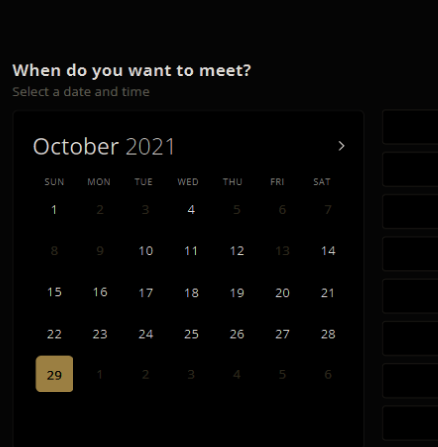 When do you want to meet?
Select a date and time
October 2021 >
SUN MON TUE WED THU FRI SAT
1 2 3 4 5 6 7
8 9 10 11 12 13 14
15 16 17 18 19 20 21
22 23 24 25 26 27 28
29 1 2 3 4 5 6